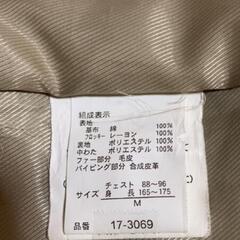 組成表示
表地
基布 綿 100%
フロッキー レーヨン 100%
裏地 ポリエステル 100%
中わた ポリエステル 100%
ファー部分 毛皮
パイピング部分 合成皮革
チェスト 88~96
サイズ 身長 165~175
M
品番 17-3069